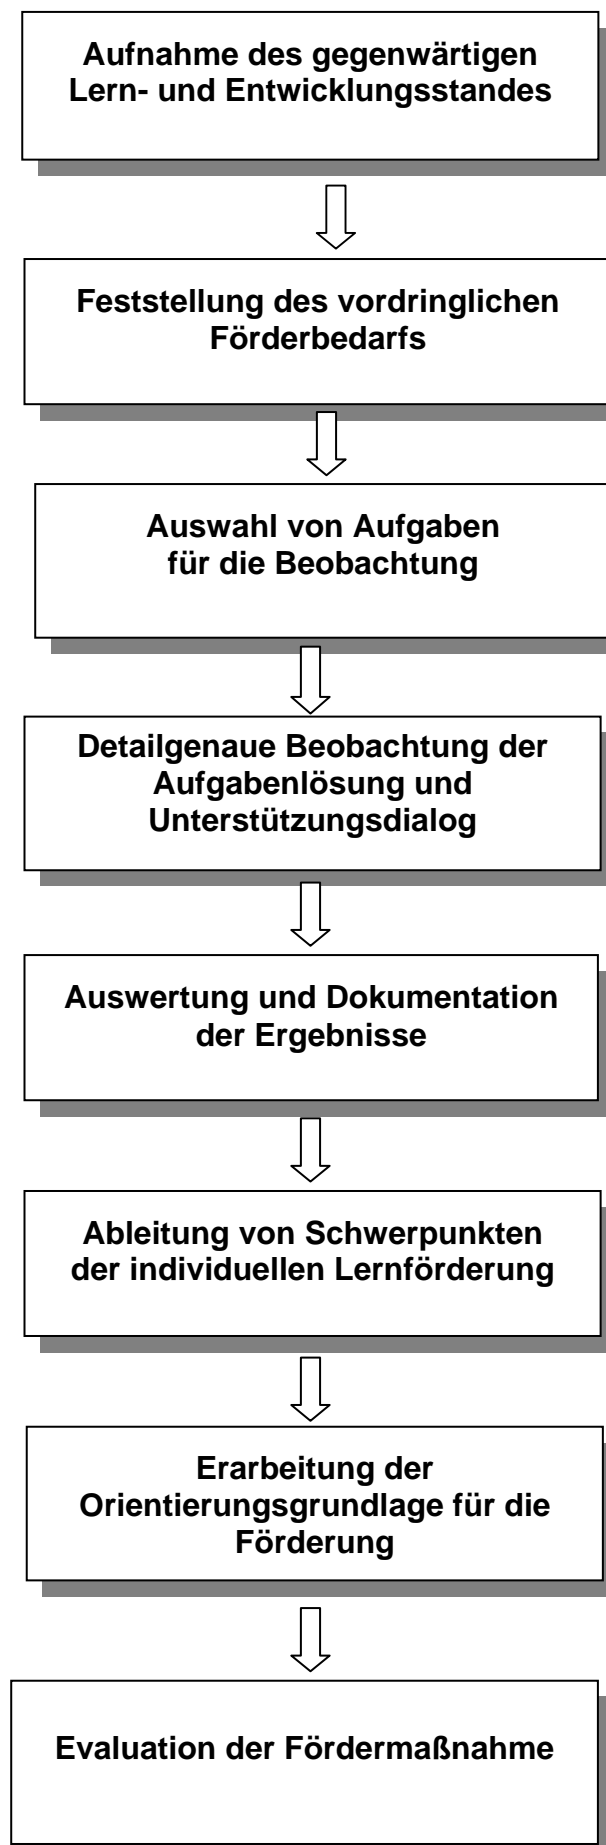 Aufnahme des gegenwärtigen
Lern- und Entwicklungsstandes
Feststellung des vordringlichen
Förderbedarfs
Auswahl von Aufgaben
für die Beobachtung
Detailgenaue Beobachtung der
Aufgabenlösung und
Unterstützungsdialog
Auswertung und Dokumentation
der Ergebnisse
Ableitung von Schwerpunkten
der individuellen Lernförderung
Erarbeitung der
Orientierungsgrundlage für die
Förderung
Evaluation der Fördermaßnahme